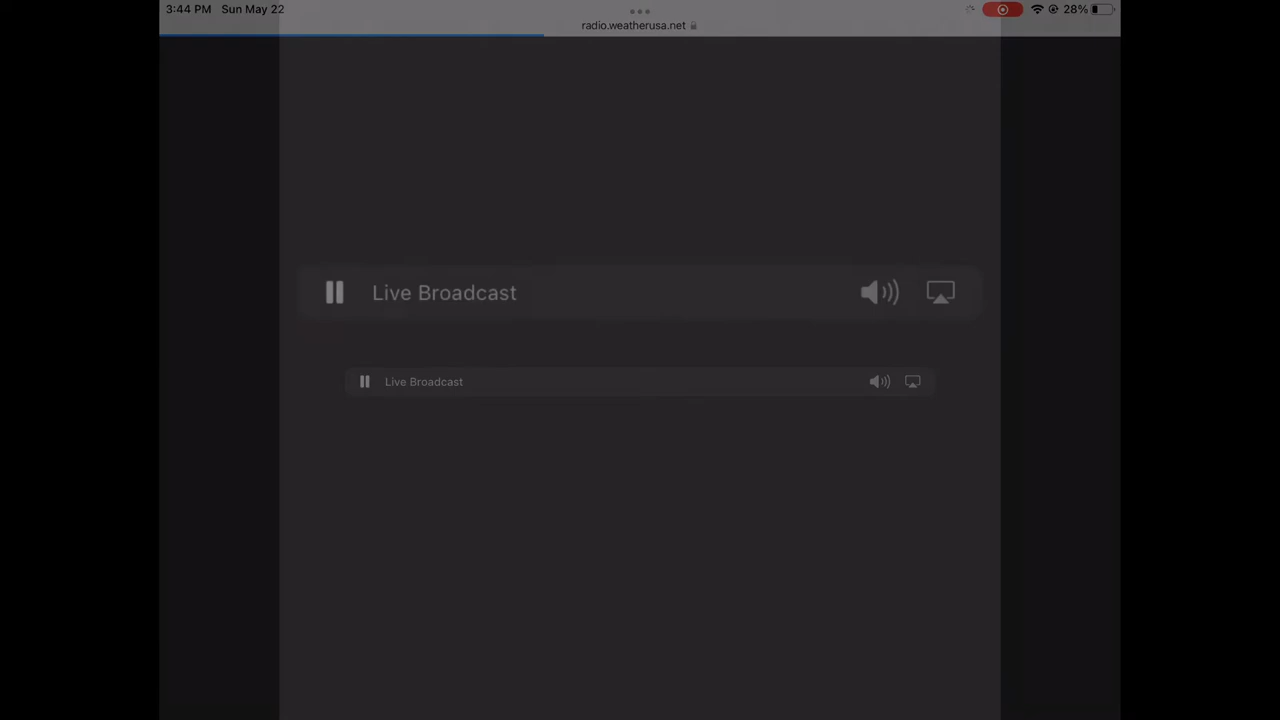 3:44 PM Sun May 22
28%
radio.weatherusa.net
Live Broadcast
Live Broadcast